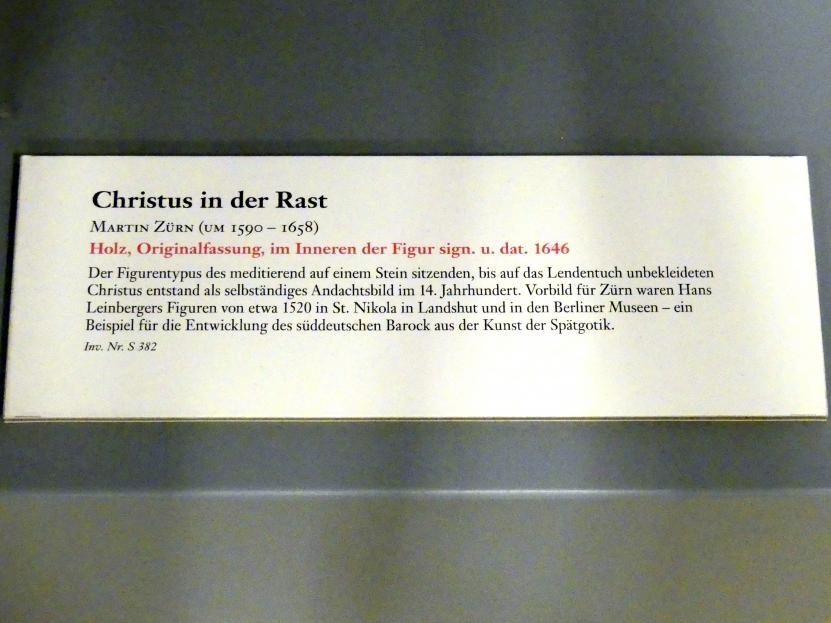 Christus in der Rast
Martin Zürn (um 1590 – 1658)
Holz, Originalfassung, im Inneren der Figur sign. u. dat. 1646
Der Figurentypus des meditierend auf einem Stein sitzenden, bis auf das Lendentuch unbekleideten
Christus entstand als selbständiges Andachtsbild im 14. Jahrhundert. Vorbild für Zürn waren Hans
Leinbergers Figuren von etwa 1520 in St. Nikola in Landshut und in den Berliner Museen – ein
Beispiel für die Entwicklung des süddeutschen Barock aus der Kunst der Spätgotik.
Inv. Nr. S 382